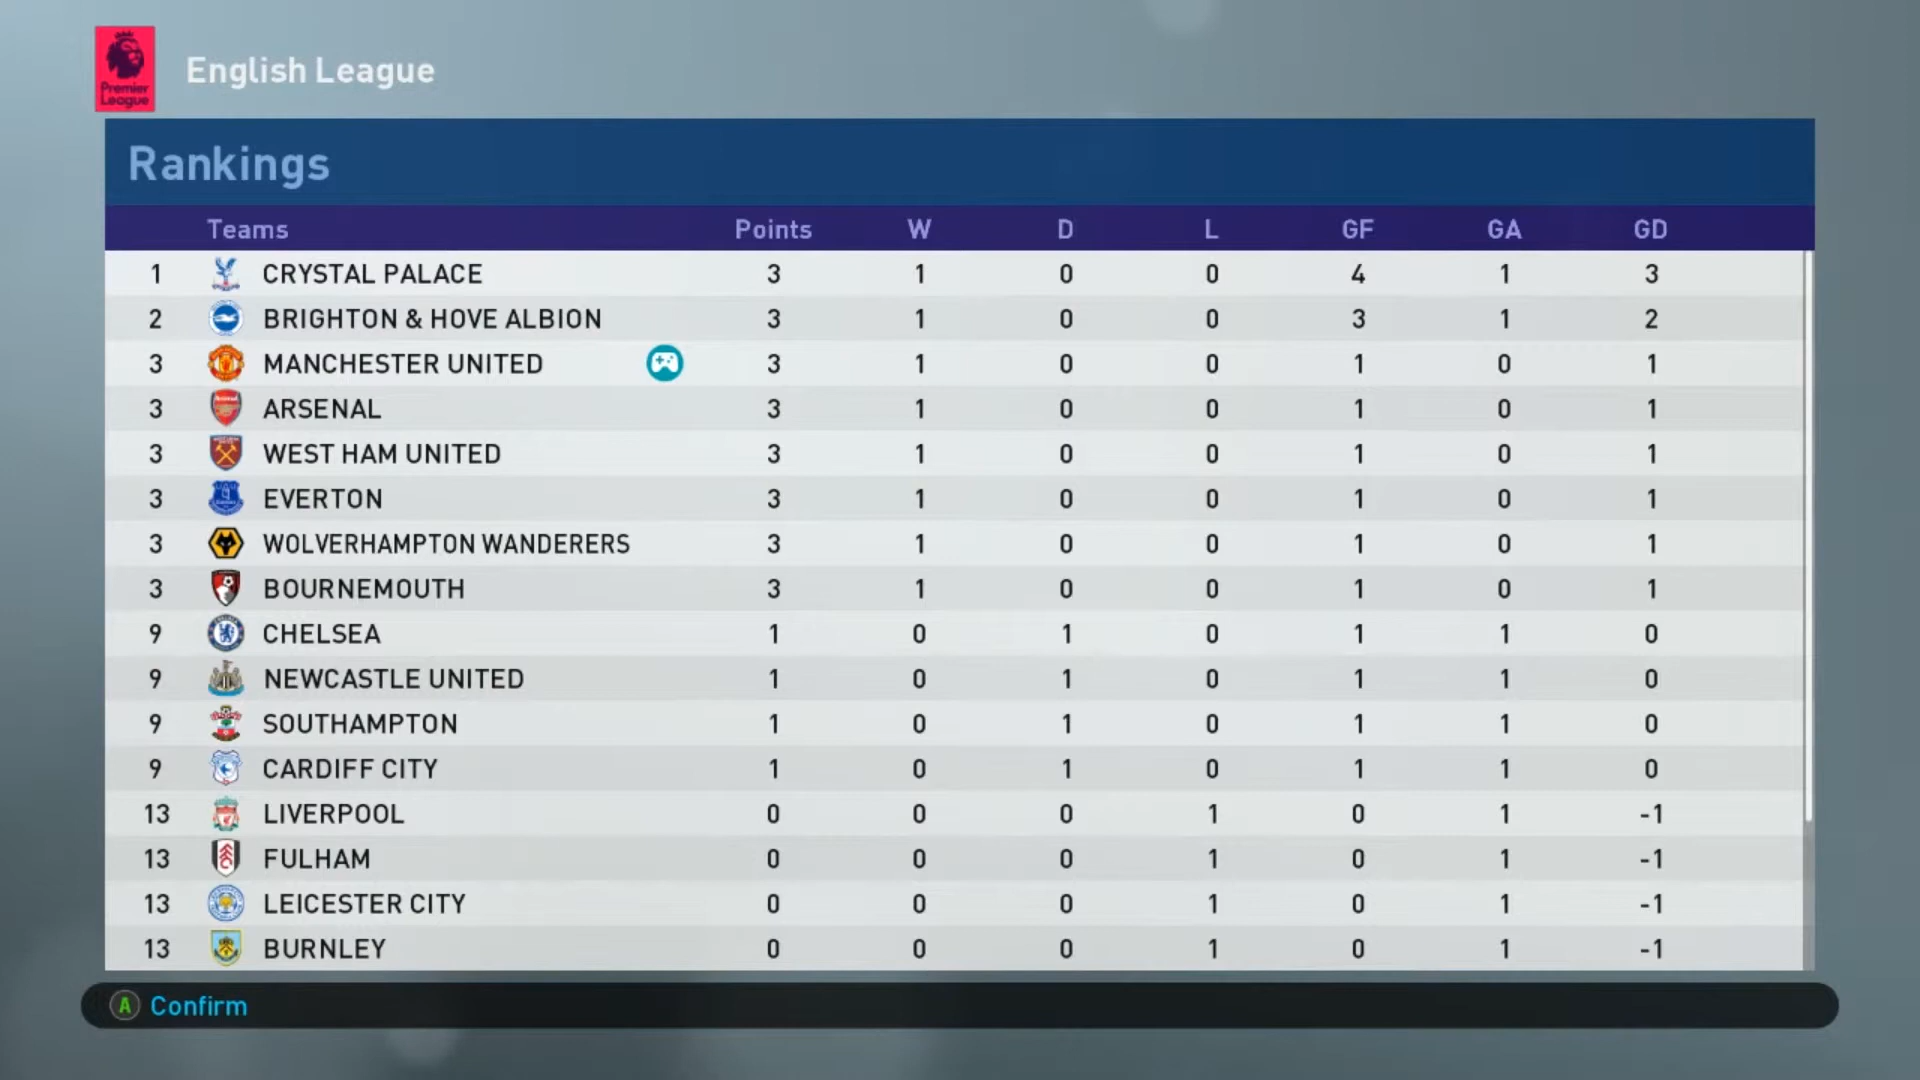 Premier
League
English League
Rankings
Teams Points W D L GF GA GD
1 CRYSTAL PALACE 3 1 0 0 4 1 3
2 BRIGHTON & HOVE ALBION 3 1 0 0 3 1 2
3 MANCHESTER UNITED 3 1 0 0 1 0 1
3 ARSENAL 3 1 0 0 1 0 1
3 WEST HAM UNITED 3 1 0 0 1 0 1
3 EVERTON 3 1 0 0 1 0 1
3 WOLVERHAMPTON WANDERERS 3 1 0 0 1 0 1
3 BOURNEMOUTH 3 1 0 0 1 0 1
9 CHELSEA 1 0 1 0 1 1 0
9 NEWCASTLE UNITED 1 0 1 0 1 1 0
9 SOUTHAMPTON 1 0 1 0 1 1 0
9 CARDIFF CITY 1 0 1 0 1 1 0
13 LIVERPOOL 0 0 0 1 0 1 -1
13 FULHAM 0 0 0 1 0 1 -1
13 LEICESTER CITY 0 0 0 1 0 1 -1
13 BURNLEY 0 0 0 1 0 1 -1
A Confirm